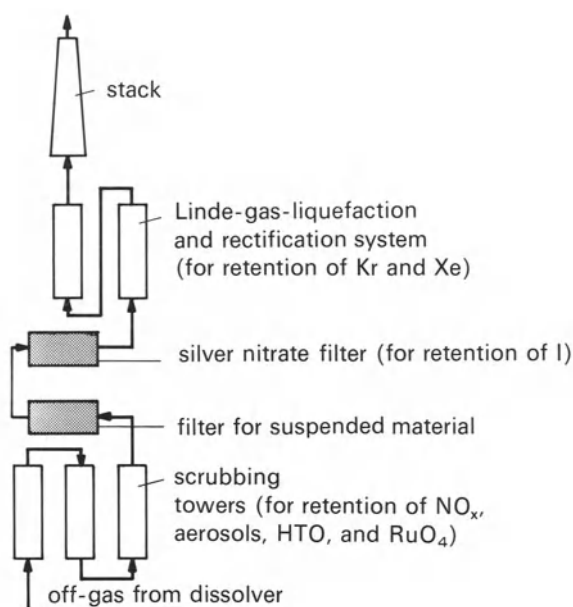 stack
Linde-gas-liquefaction
and rectification system
(for retention of Kr and Xe)
silver nitrate filter (for retention of I)
filter for suspended material
scrubbing
towers (for retention of NOₓ,
aerosols, HTO, and RuO₄)
off-gas from dissolver